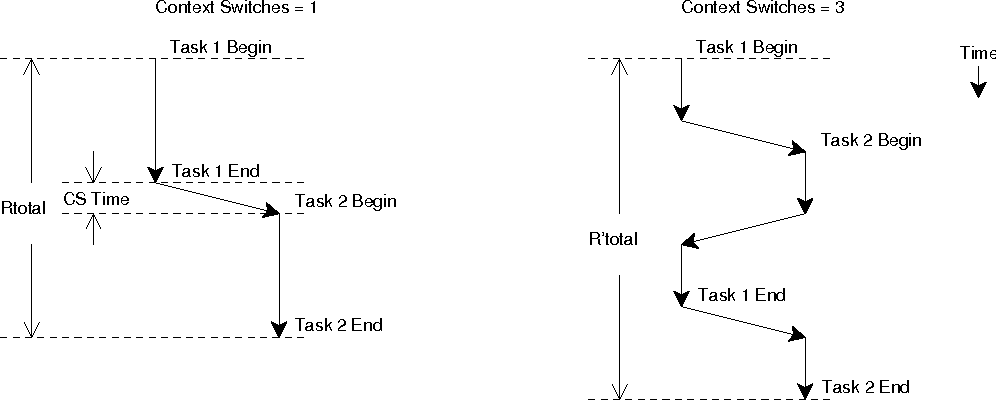 Context Switches = 1
Task 1 Begin
Task 1 End
CS Time
Task 2 Begin
Rtotal
Task 2 End
Context Switches = 3
Task 1 Begin
Time
Task 2 Begin
R'total
Task 1 End
Task 2 End